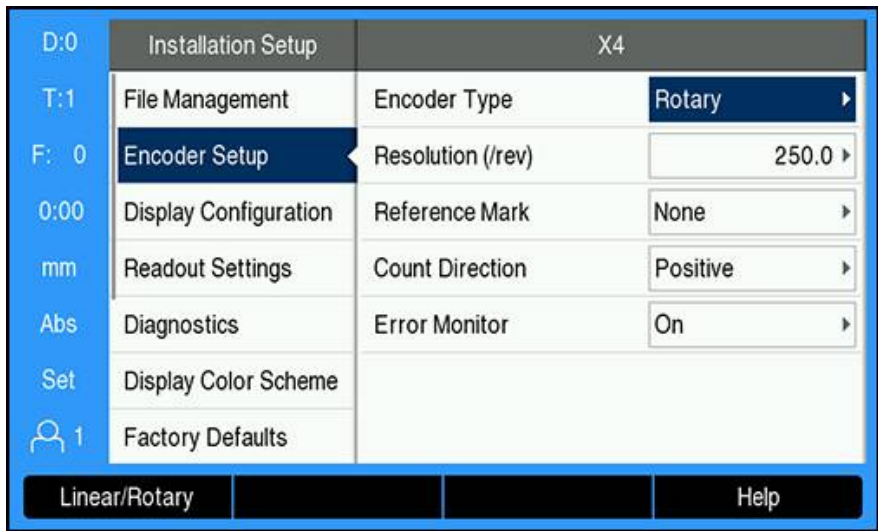 D:0
T:1
F: 0
0:00
mm
Abs
Set
1
Installation Setup
File Management
Encoder Setup
Display Configuration
Readout Settings
Diagnostics
Display Color Scheme
Factory Defaults
X4
Encoder Type Rotary
Resolution (/rev) 250.0
Reference Mark None
Count Direction Positive
Error Monitor On
Linear/Rotary Help